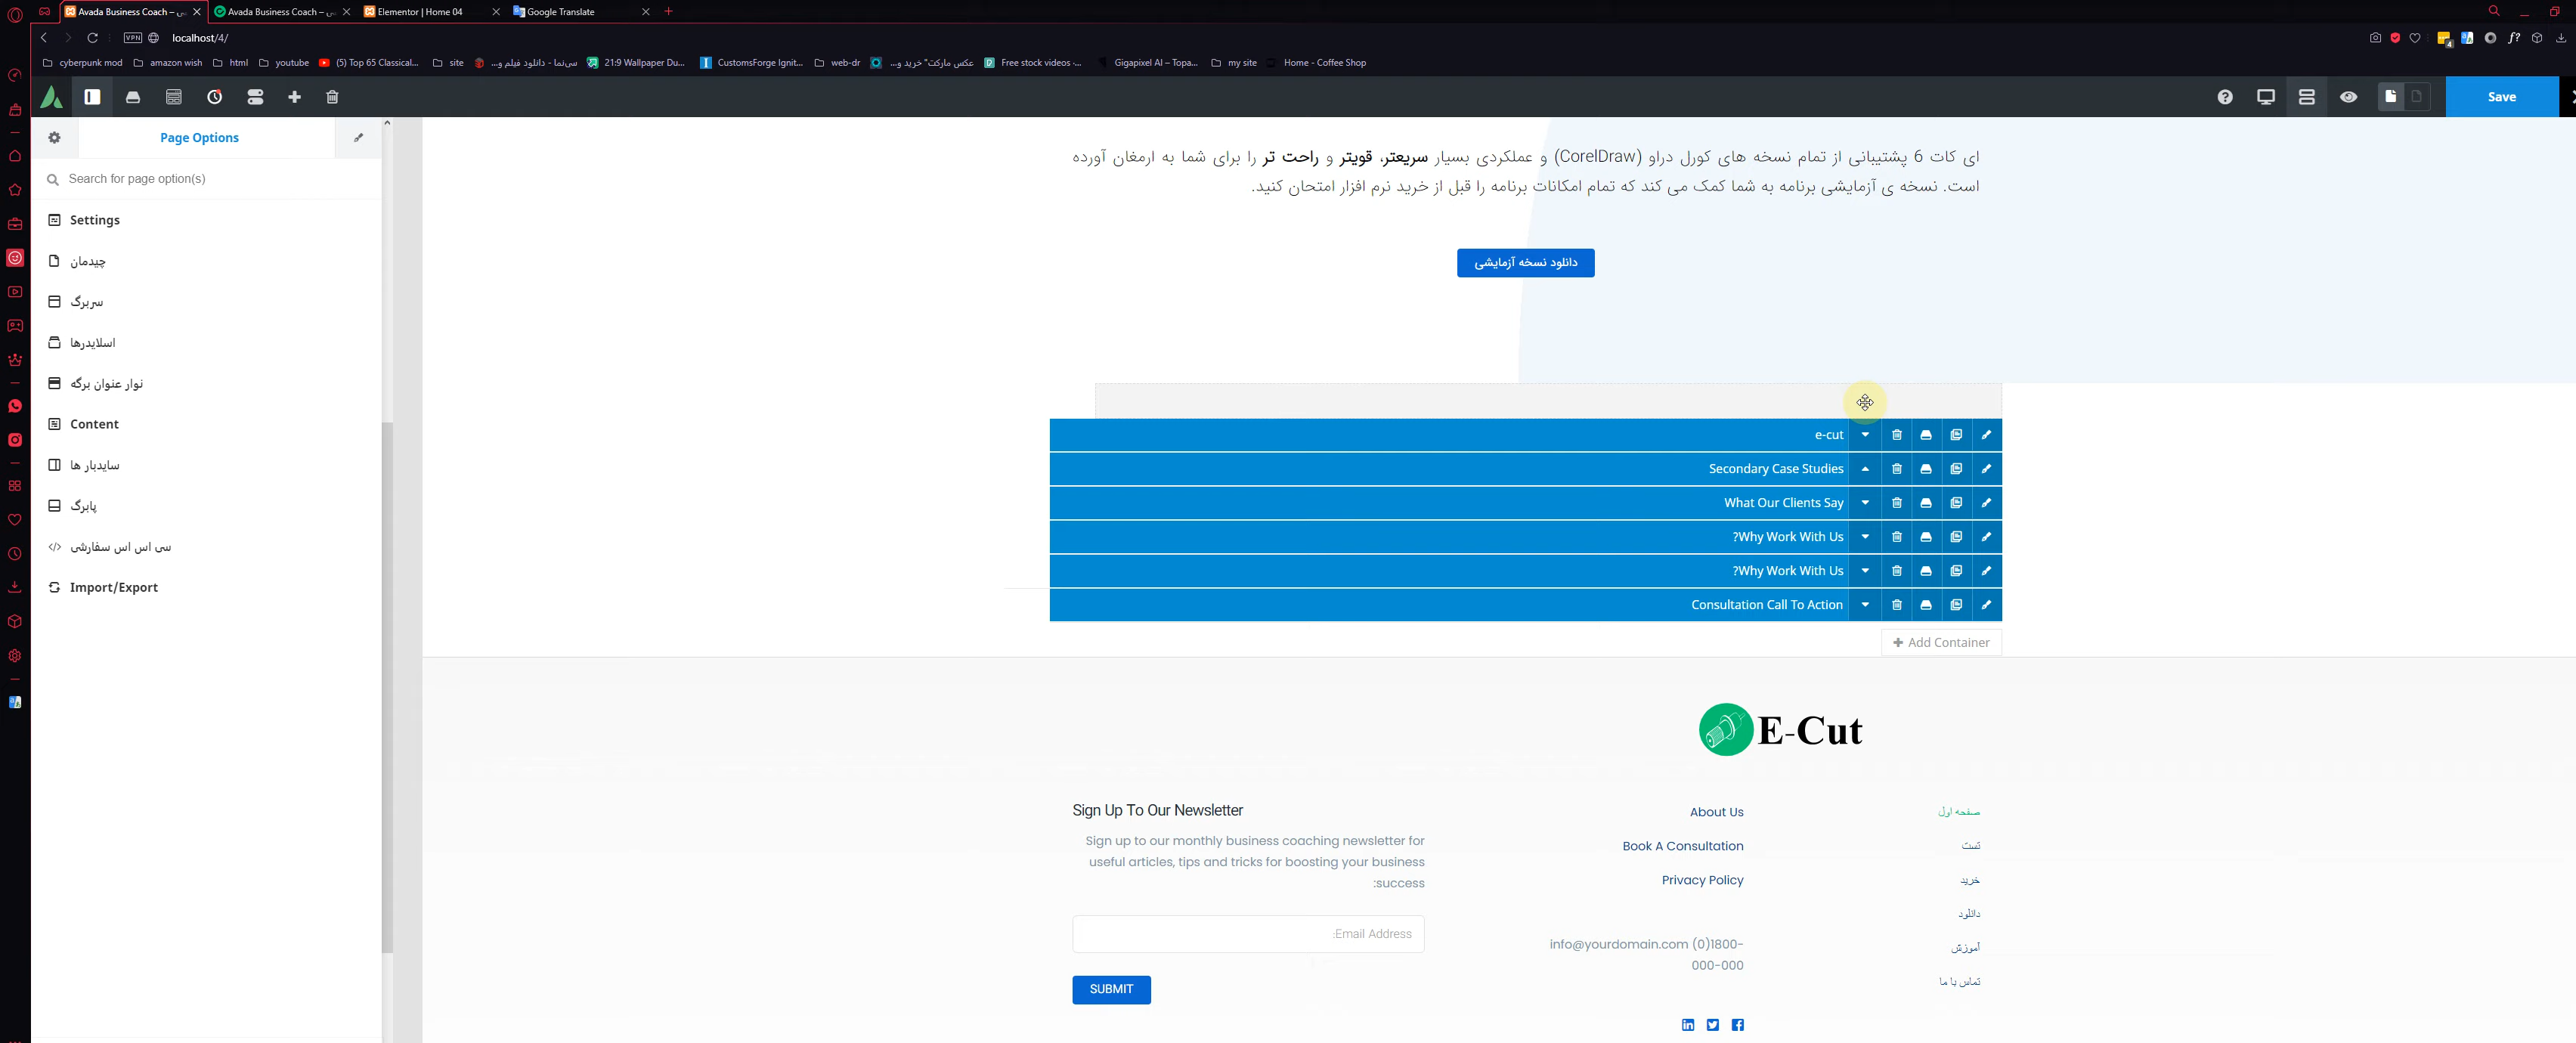 Avada Business Coach –
Avada Business Coach –
Elementor | Home 04
Google Translate
VPN
localhost/4/
cyberpunk mod
amazon wish
html
youtube
(5) Top 65 Classical...
site
سی‌نما - دانلود فیلم و...
21:9 Wallpaper Du...
CustomsForge Ignit...
web-dr
عکس مارکت" خرید و...
Free stock videos -...
Gigapixel AI – Topa...
my site
Home - Coffee Shop
Save
Page Options
Search for page option(s)
Settings
چیدمان
سربرگ
اسلایدرها
نوار عنوان برگه
Content
سایدبار ها
پابرگ
سی اس اس سفارشی
Import/Export
ای کات 6 پشتیبانی از تمام نسخه های کورل دراو (CorelDraw) و عملکردی بسیار سریعتر، قویتر و راحت تر را برای شما به ارمغان آورده
است. نسخه ی آزمایشی برنامه به شما کمک می کند که تمام امکانات برنامه را قبل از خرید نرم افزار امتحان کنید.
دانلود نسخه آزمایشی
e-cut
Secondary Case Studies
What Our Clients Say
?Why Work With Us
?Why Work With Us
Consultation Call To Action
Add Container
E-Cut
Sign Up To Our Newsletter
Sign up to our monthly business coaching newsletter for
useful articles, tips and tricks for boosting your business
:success
:Email Address
SUBMIT
About Us
Book A Consultation
Privacy Policy
info@yourdomain.com (0)1800-
000-000
صفحه اول
تست
خرید
دانلود
آموزش
تماس با ما